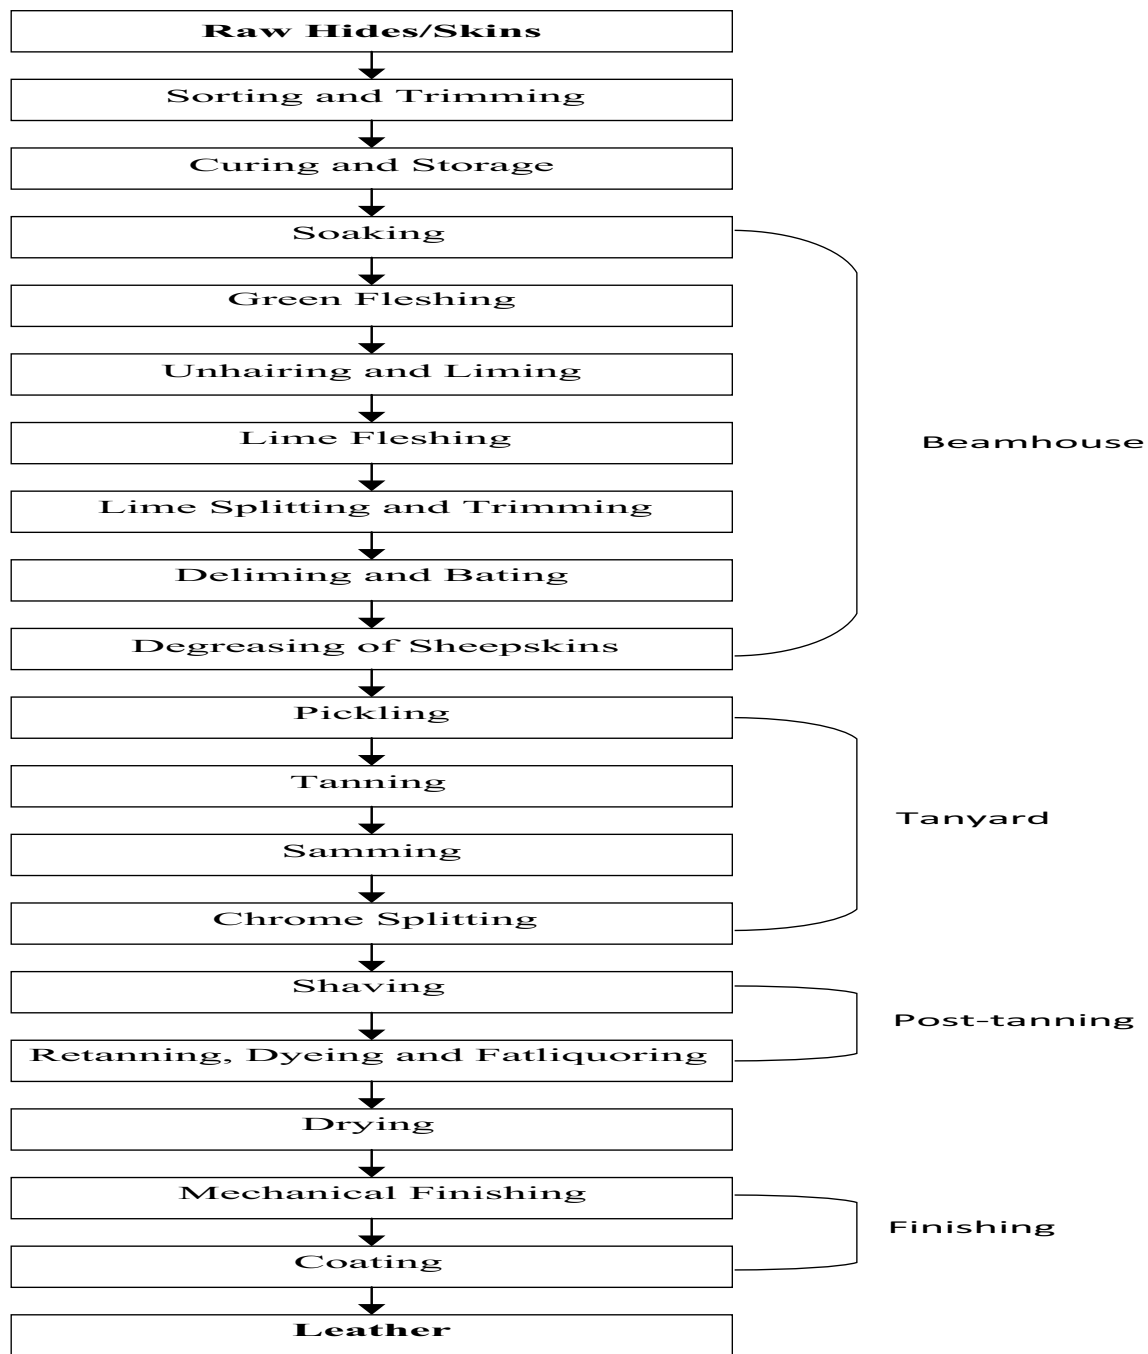 Raw Hides/Skins
Sorting and Trimming
Curing and Storage
Soaking
Green Fleshing
Unhairing and Liming
Lime Fleshing
Beamhouse
Lime Splitting and Trimming
Deliming and Bating
Degreasing of Sheepskins
Pickling
Tanning
Tanyard
Samming
Chrome Splitting
Shaving
Post-tanning
Retanning, Dyeing and Fatliquoring
Drying
Mechanical Finishing
Finishing
Coating
Leather